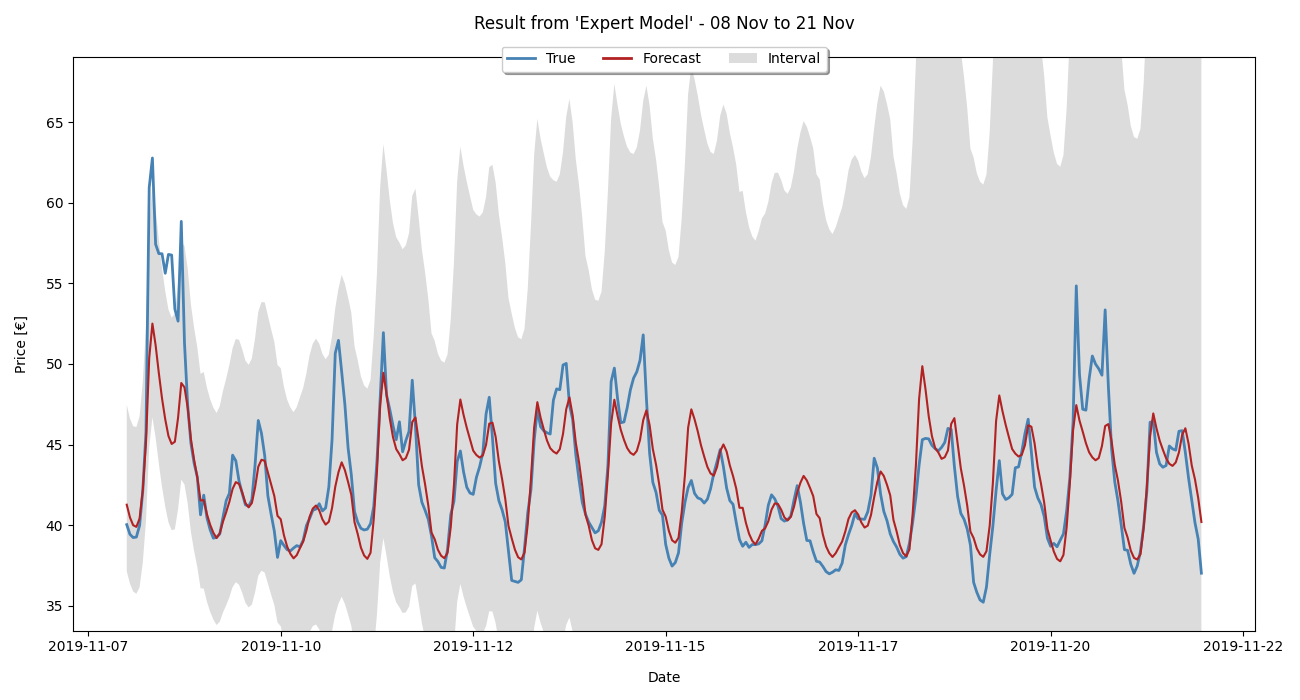 Result from 'Expert Model' - 08 Nov to 21 Nov
True Forecast Interval
65
60
55
50
45
40
35
Price [€]
2019-11-07 2019-11-10 2019-11-12 2019-11-15 2019-11-17 2019-11-20 2019-11-22
Date